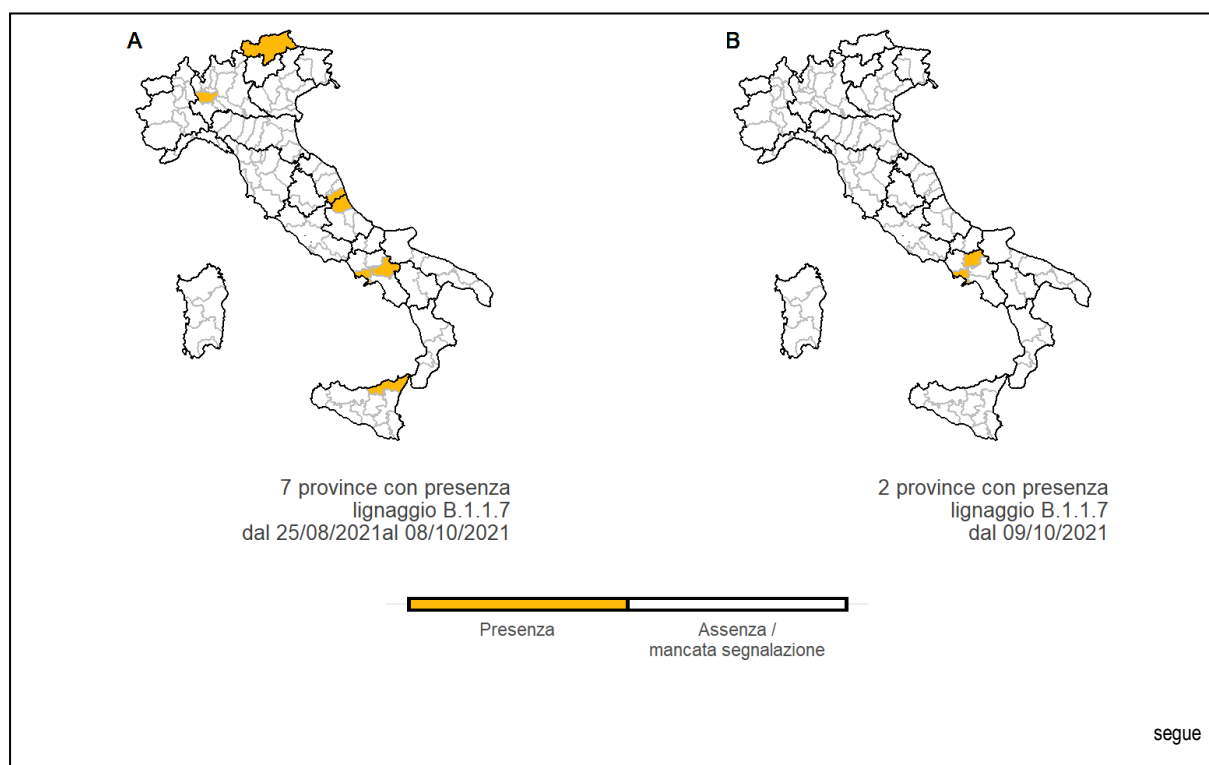 A
B
7 province con presenza
lignaggio B.1.1.7
dal 25/08/2021al 08/10/2021
2 province con presenza
lignaggio B.1.1.7
dal 09/10/2021
Presenza
Assenza /
mancata segnalazione
segue